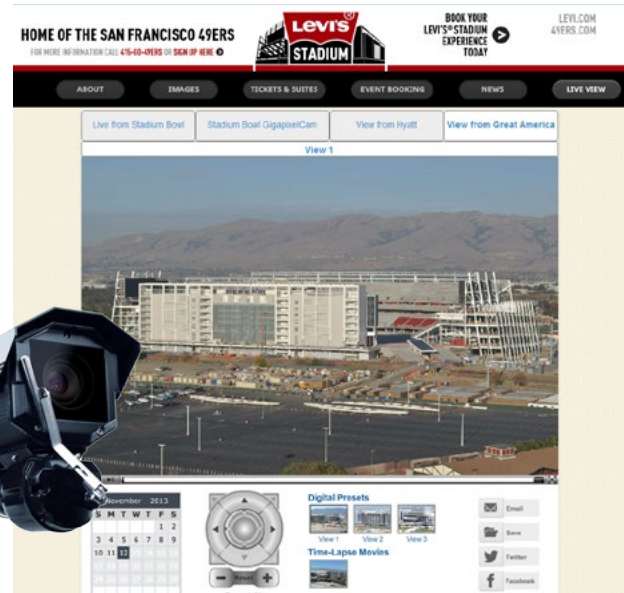 HOME OF THE SAN FRANCISCO 49ERS
FOR MORE INFORMATION CALL 415-60-49ERS OR SIGN UP HERE
LEVI'S®
STADIUM
BOOK YOUR
LEVI'S® STADIUM
EXPERIENCE
TODAY
LEVI.COM
49ERS.COM
ABOUT IMAGES TICKETS & SUITES EVENT BOOKING NEWS LIVE VIEW
Live from Stadium Bowl Stadium Bowl GigapixelCam View from Hyatt View from Great America
View 1
November 2013
S M T W T F S
1 2
3 4 5 6 7 8 9
10 11 12
Reset
Digital Presets
View 1 View 2 View 3
Time-Lapse Movies
Email
Save
Twitter
Facebook